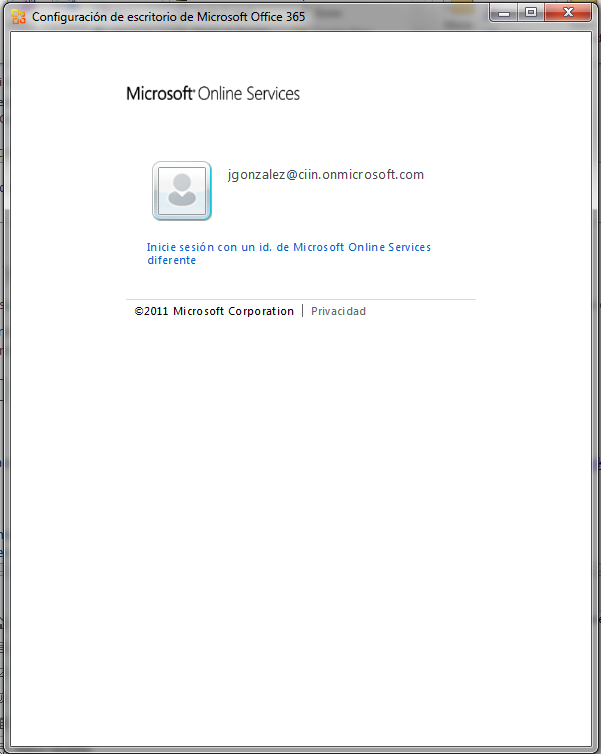 Configuración de escritorio de Microsoft Office 365
Microsoft® Online Services
jgonzalez@ciin.onmicrosoft.com
Inicie sesión con un id. de Microsoft Online Services
diferente
©2011 Microsoft Corporation | Privacidad